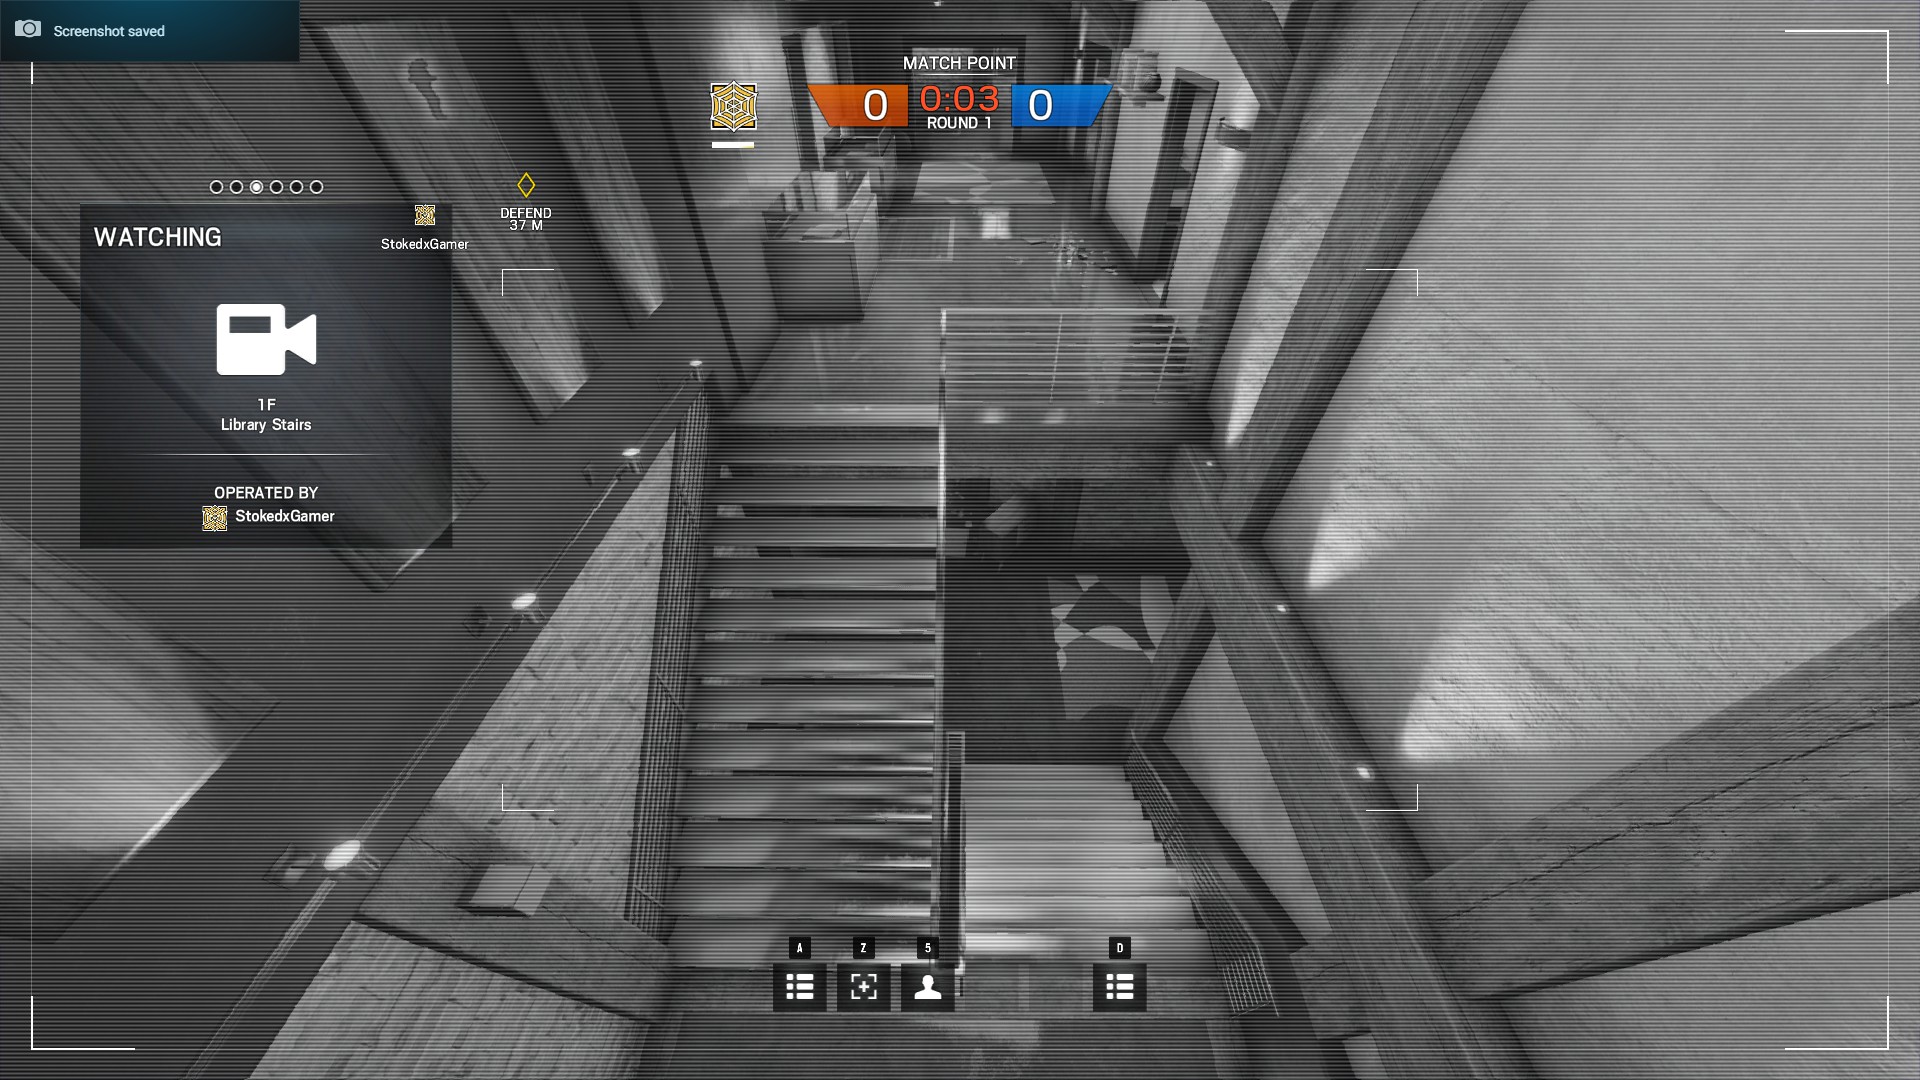 Screenshot saved
MATCH POINT
0 0:03 0
ROUND 1
DEFEND
37 M
StokedxGamer
WATCHING
1F
Library Stairs
OPERATED BY
StokedxGamer
A Z 5 D